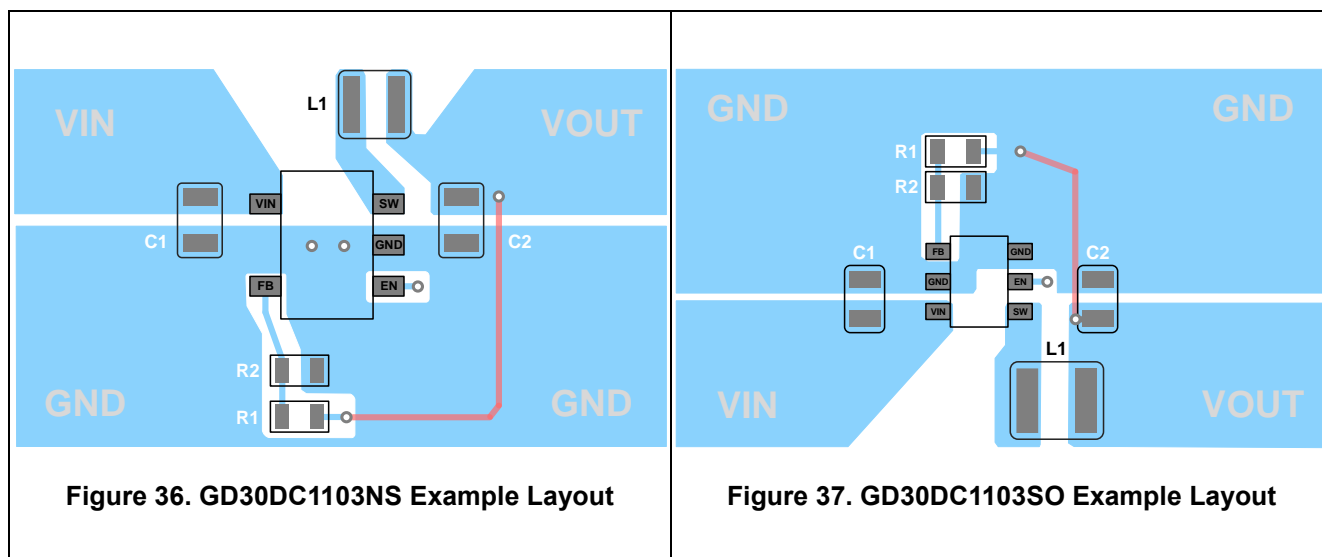 L1
VIN
VOUT
VIN
SW
C1
GND
C2
FB
EN
R2
GND
GND
R1
Figure 36. GD30DC1103NS Example Layout
GND
GND
R1
R2
FB
GND
C1
C2
GND
EN
VIN
SW
L1
VIN
VOUT
Figure 37. GD30DC1103SO Example Layout